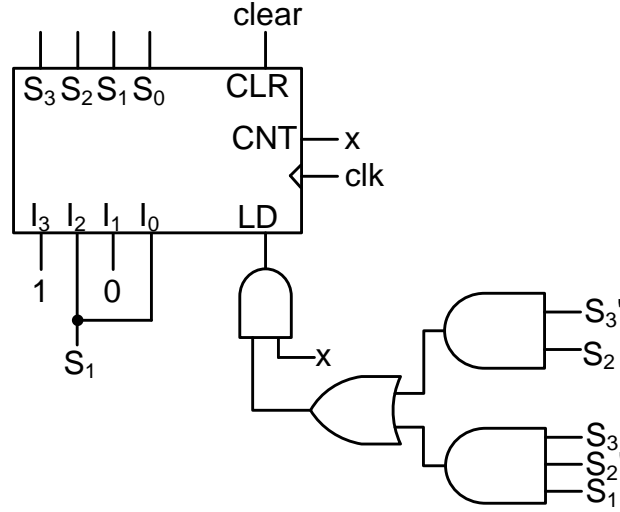 clear
S₃ S₂ S₁ S₀ CLR
CNT x
clk
I₃ I₂ I₁ I₀ LD
1 0
S₁
x
S₃'
S₂
S₃
S₂'
S₁